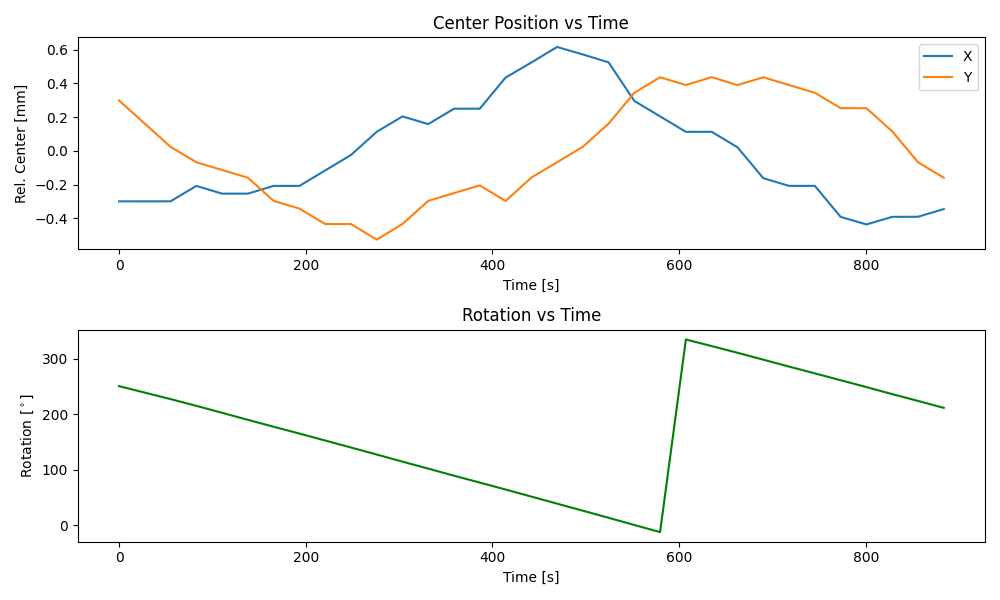 Center Position vs Time
Rel. Center [mm]
0.6
0.4
0.2
0.0
−0.2
−0.4
X
Y
0
200
400
600
800
Time [s]
Rotation vs Time
Rotation [°]
300
200
100
0
0
200
400
600
800
Time [s]